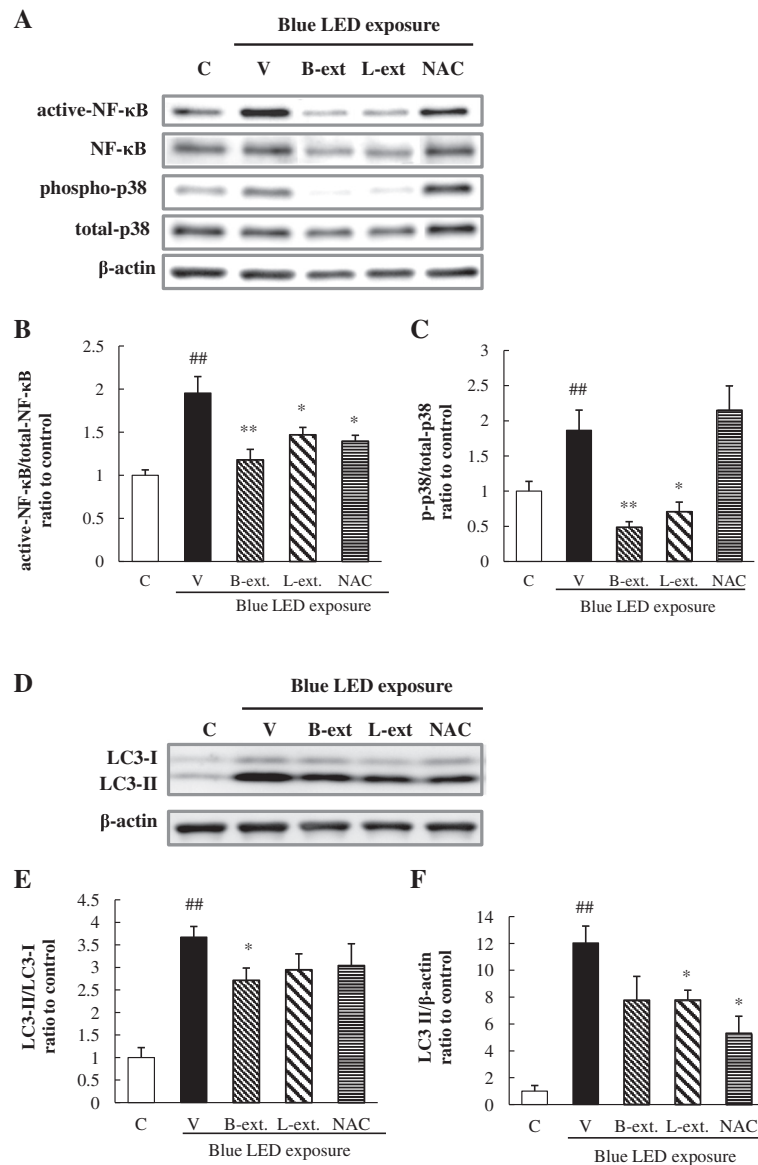 A
Blue LED exposure
C V B-ext L-ext NAC
active-NF-κB
NF-κB
phospho-p38
total-p38
β-actin
B
active-NF-κB/total-NF-κB
ratio to control
2.5
2
1.5
1
0.5
0
##
**
*
*
C V B-ext. L-ext. NAC
Blue LED exposure
C
p-p38/total-p38
ratio to control
3
2.5
2
1.5
1
0.5
0
##
**
*
C V B-ext. L-ext. NAC
Blue LED exposure
D
Blue LED exposure
C V B-ext L-ext NAC
LC3-I
LC3-II
β-actin
E
LC3-II/LC3-I
ratio to control
4.5
4
3.5
3
2.5
2
1.5
1
0.5
0
##
*
C V B-ext. L-ext. NAC
Blue LED exposure
F
LC3 II/β-actin
ratio to control
14
12
10
8
6
4
2
0
##
*
*
C V B-ext. L-ext. NAC
Blue LED exposure